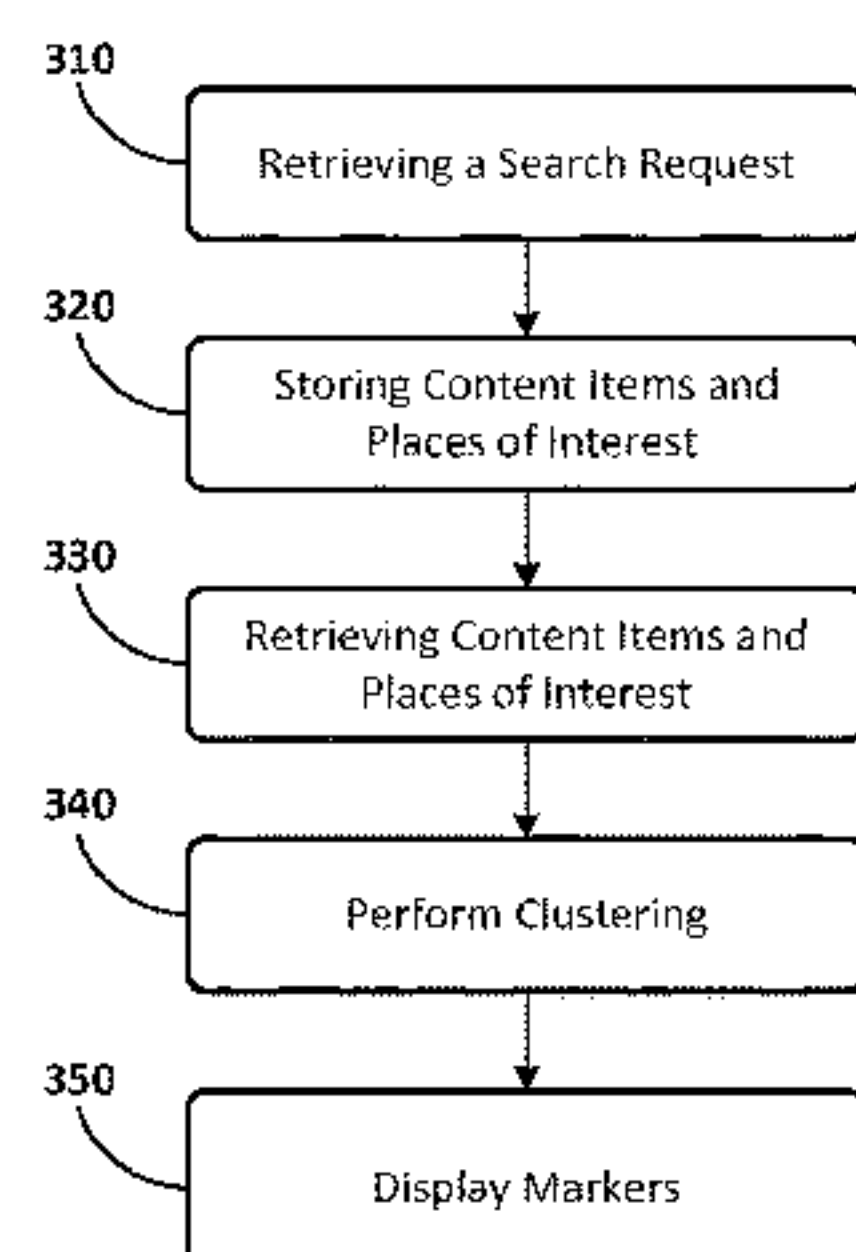 310
Retrieving a Search Request
320
Storing Content Items and
Places of Interest
330
Retrieving Content Items and
Places of Interest
340
Perform Clustering
350
Display Markers